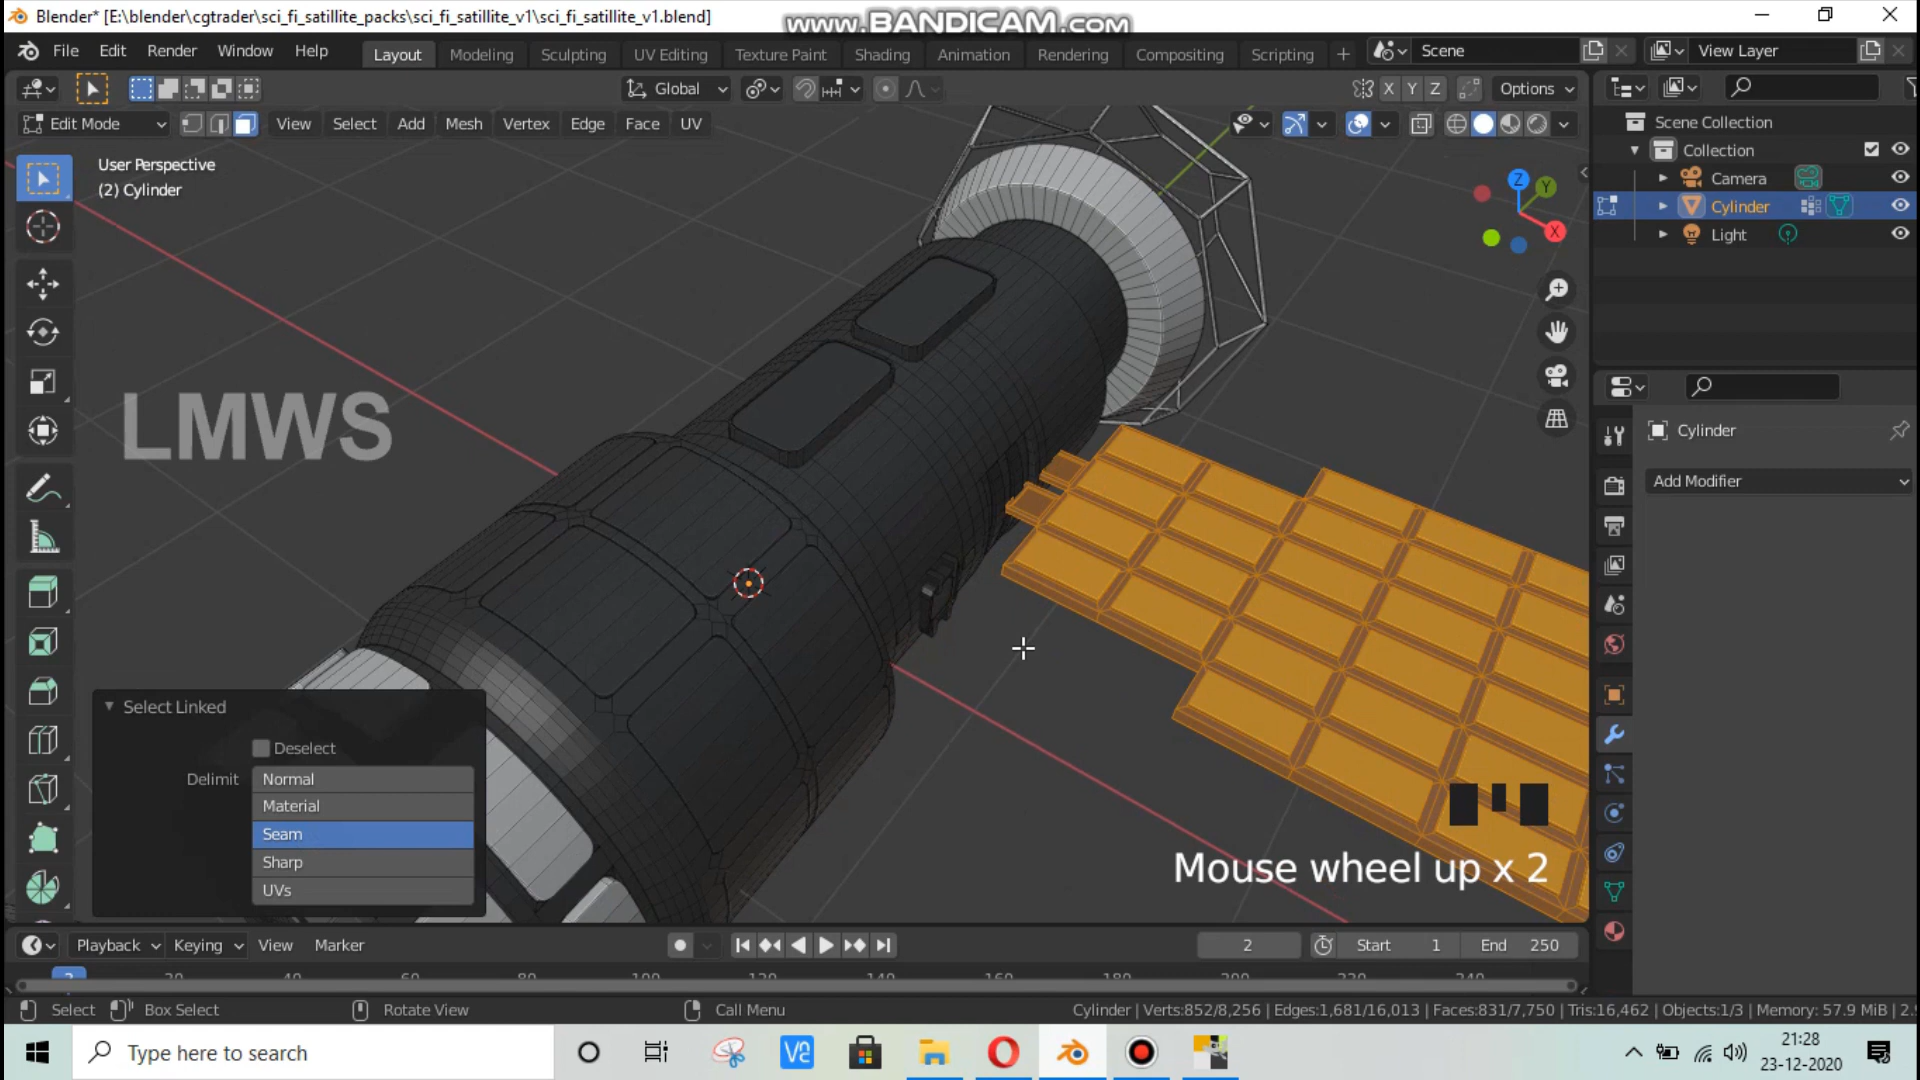 Blender* [E:\blender\cgtrader\sci_fi_satillite_packs\sci_fi_satillite_v1\sci_fi_satillite_v1.blend]
www.BANDICAM.com
File Edit Render Window Help
Layout Modeling Sculpting UV Editing Texture Paint Shading Animation Rendering Compositing Scripting +
Scene
View Layer
Global
X Y Z
Options
Edit Mode
View Select Add Mesh Vertex Edge Face UV
User Perspective
(2) Cylinder
Z Y X
Scene Collection
Collection
Camera
Cylinder
Light
Cylinder
Add Modifier
LMWS
Select Linked
Deselect
Delimit
Normal
Material
Seam
Sharp
UVs
Mouse wheel up x 2
Playback Keying View Marker
2
Start 1
End 250
Select
Box Select
Rotate View
Call Menu
Cylinder | Verts:852/8,256 | Edges:1,681/16,013 | Faces:831/7,750 | Tris:16,462 | Objects:1/3 | Memory: 57.9 MiB | 2.
Type here to search
21:28
23-12-2020